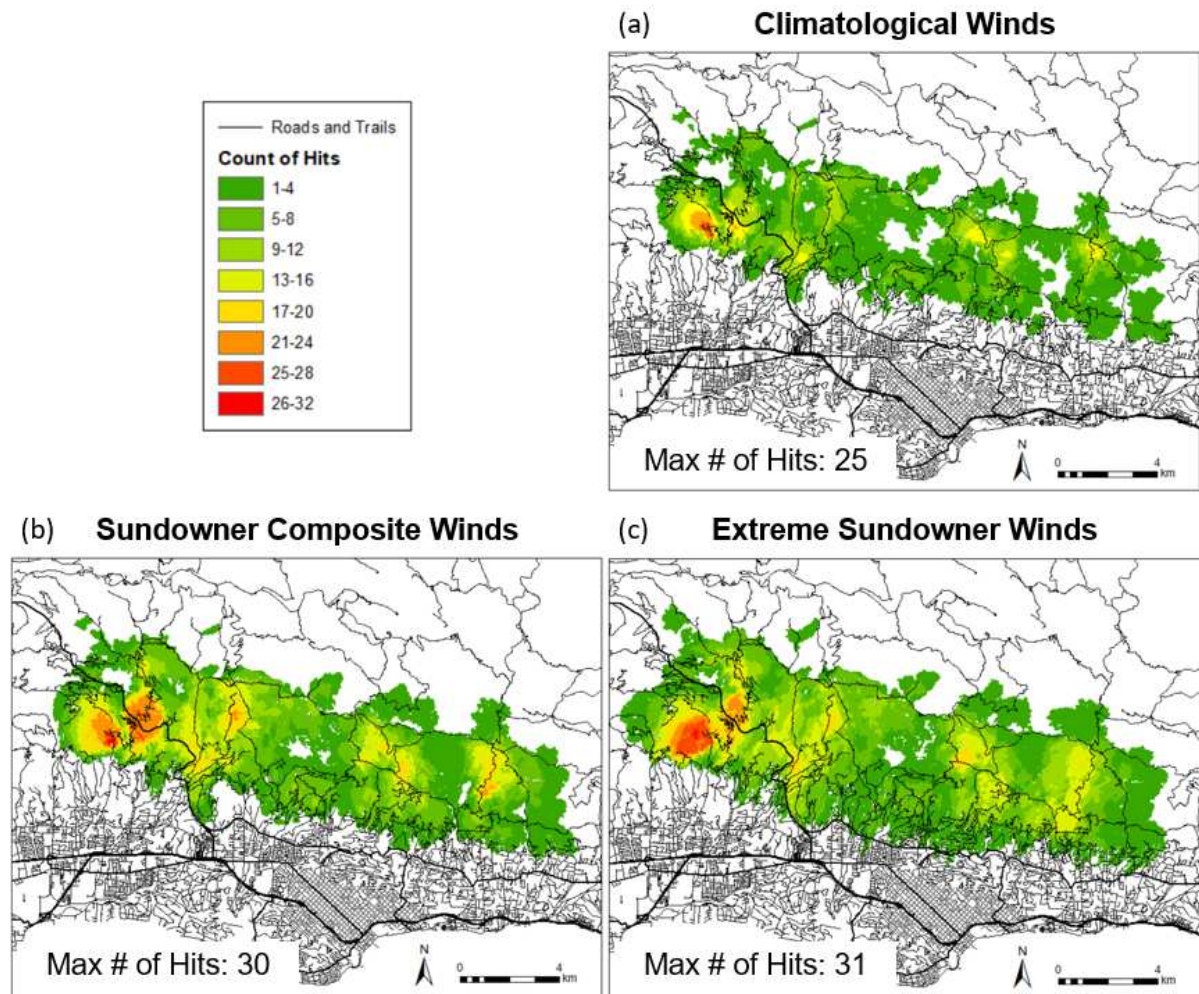 (a) Climatological Winds
Roads and Trails
Count of Hits
1-4
5-8
9-12
13-16
17-20
21-24
25-28
26-32
Max # of Hits: 25
N
0 4
km
(b) Sundowner Composite Winds
(c) Extreme Sundowner Winds
Max # of Hits: 30
N
0 4
km
Max # of Hits: 31
N
0 4
km